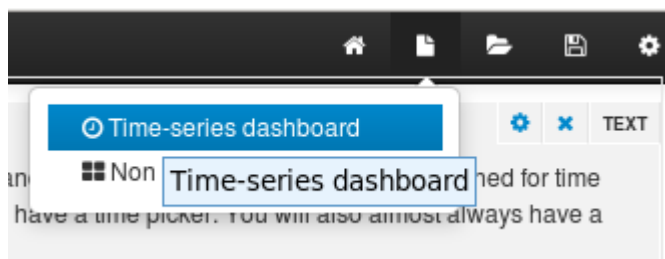 Time-series dashboard
TEXT
Non
Time-series dashboard
ned for time
have a time picker. You will also almost always have a